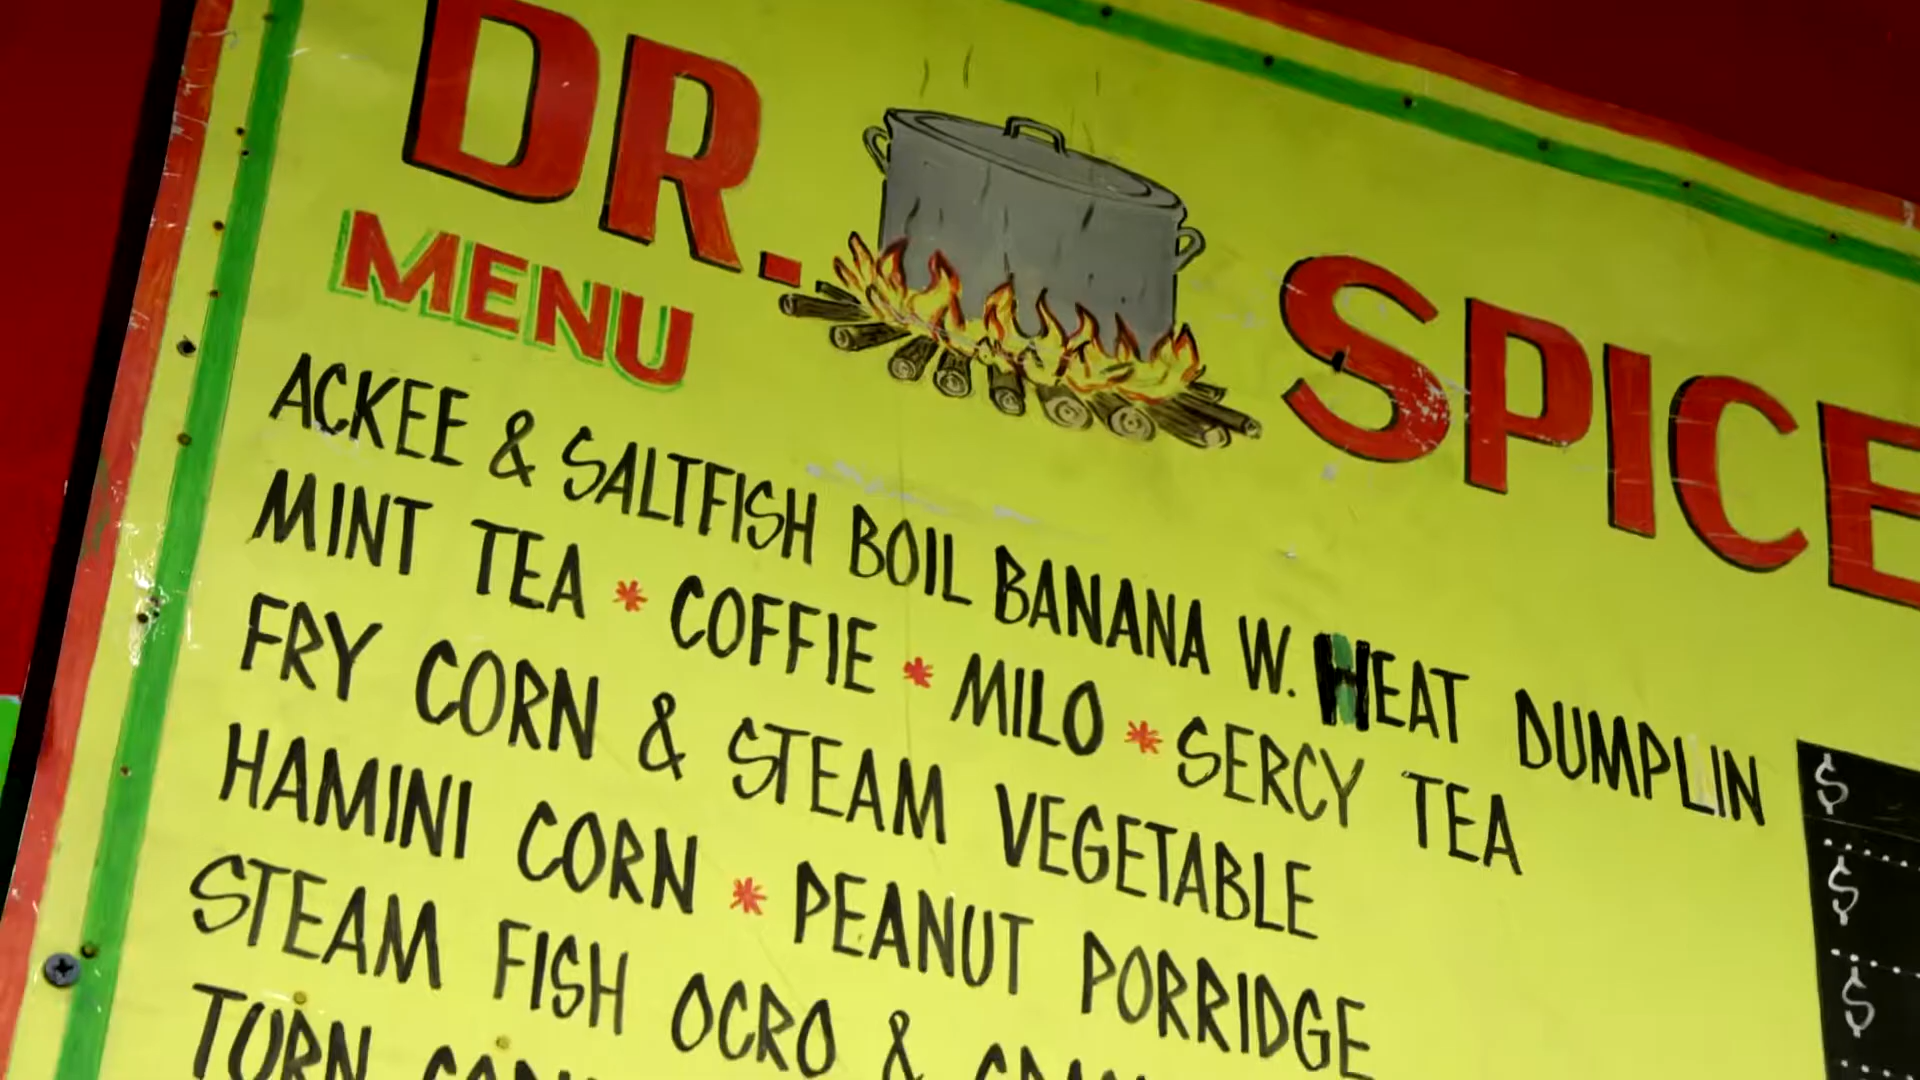 DR. SPICE
MENU
ACKEE & SALTFISH BOIL BANANA W. HEAT DUMPLIN
MINT TEA * COFFIE * MILO * SERCY TEA
FRY CORN & STEAM VEGETABLE
HAMINI CORN * PEANUT PORRIDGE
STEAM FISH OCRO &
TURN
$
$
$